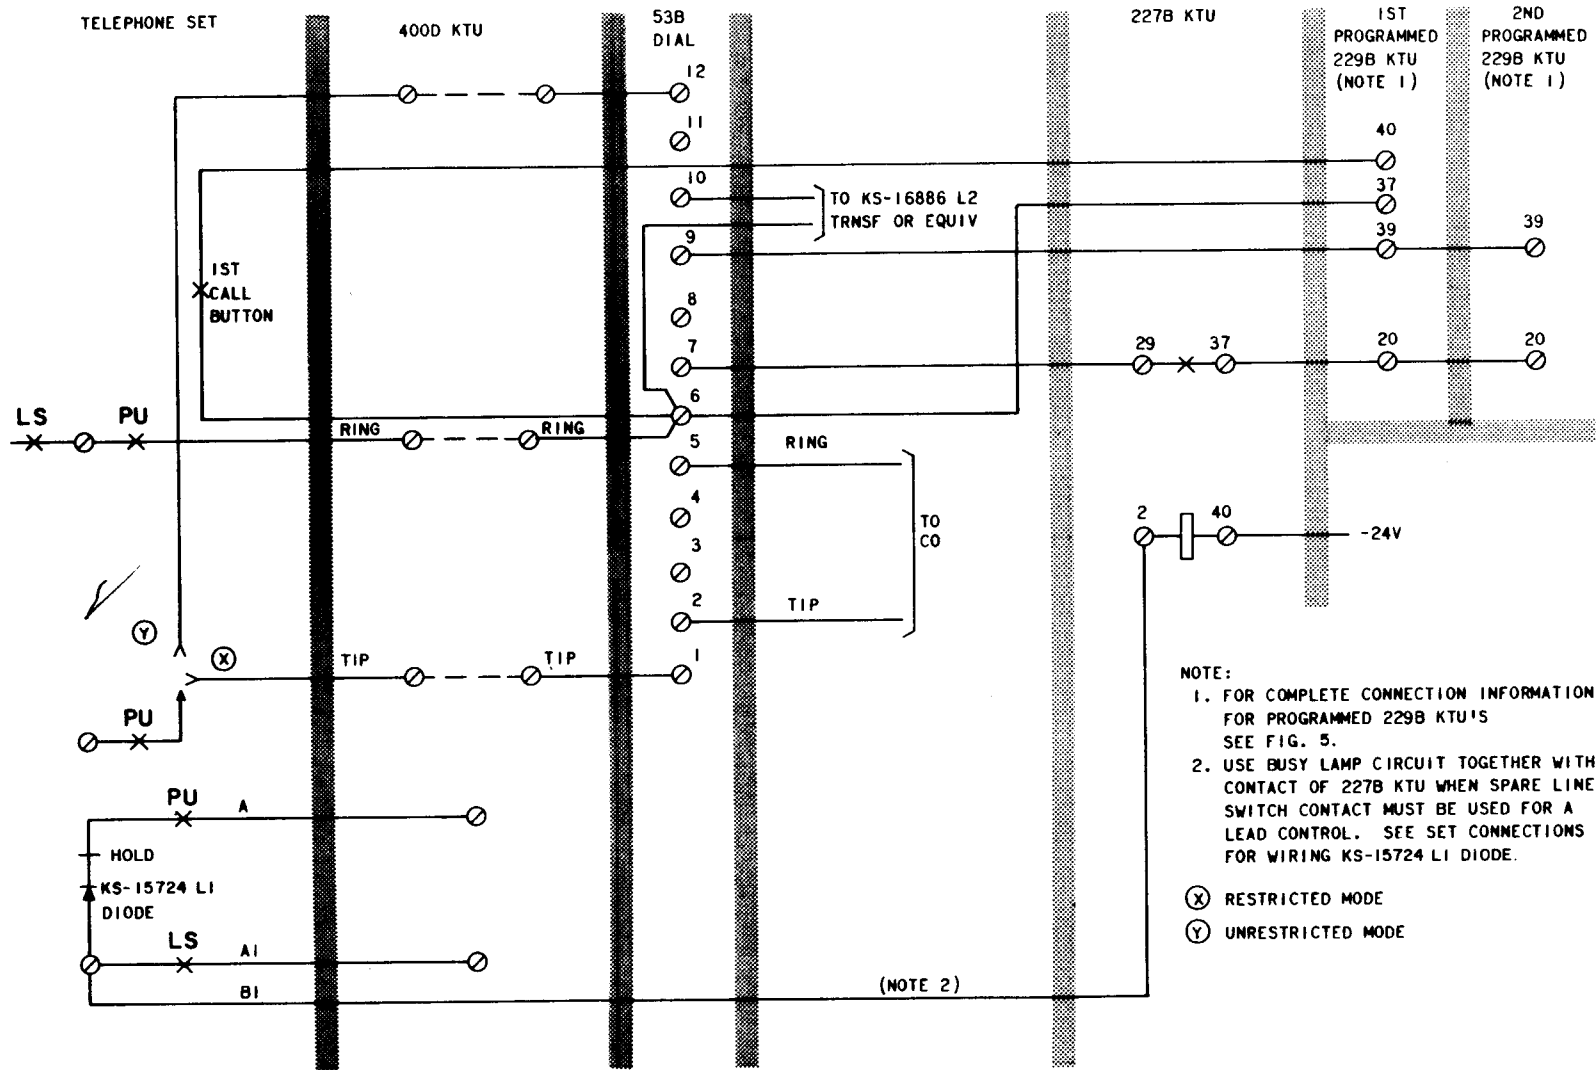 TELEPHONE SET
400D KTU
53B
DIAL
227B KTU
1ST
PROGRAMMED
229B KTU
(NOTE 1)
2ND
PROGRAMMED
229B KTU
(NOTE 1)
12
11
40
10
TO KS-16886 L2
TRNSF OR EQUIV
37
9
39
39
1ST
CALL
BUTTON
8
7
29
37
20
20
6
LS
PU
RING
RING
5
RING
4
TO
CO
2
40
-24V
3
2
TIP
Y
X
TIP
TIP
1
PU
NOTE:
1. FOR COMPLETE CONNECTION INFORMATION
FOR PROGRAMMED 229B KTU'S
SEE FIG. 5.
2. USE BUSY LAMP CIRCUIT TOGETHER WITH
CONTACT OF 227B KTU WHEN SPARE LINE
SWITCH CONTACT MUST BE USED FOR A
LEAD CONTROL. SEE SET CONNECTIONS
FOR WIRING KS-15724 L1 DIODE.
PU
A
HOLD
KS-15724 L1
DIODE
X RESTRICTED MODE
Y UNRESTRICTED MODE
LS
A1
B1
(NOTE 2)